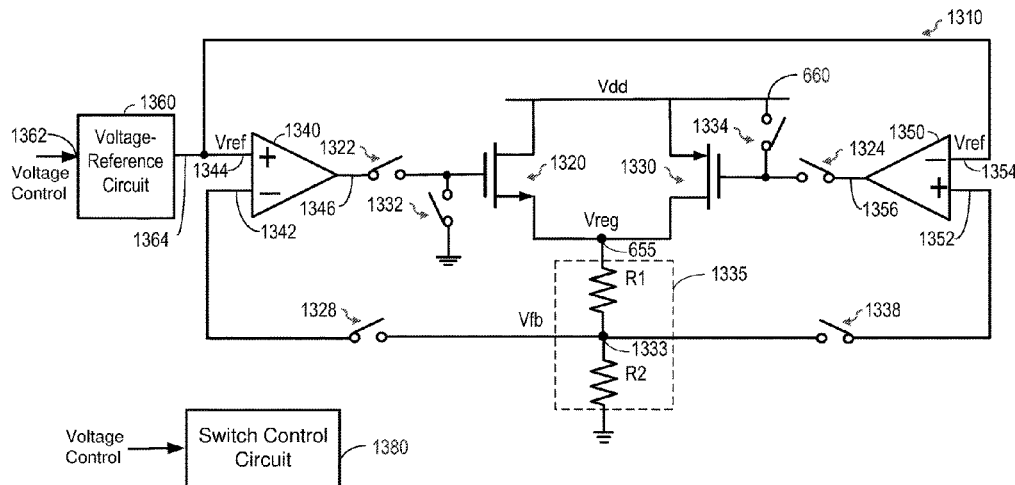 1310
Vdd
660
1360
1362
Voltage-
Reference
Circuit
Voltage
Control
Vref
1344
1340
+
−
1322
1346
1342
1364
1332
1320
1330
1334
1324
1350
Vref
−
+
1354
1356
1352
Vreg
655
1335
R1
1328
Vfb
1333
1338
R2
Voltage
Control
Switch Control
Circuit
1380